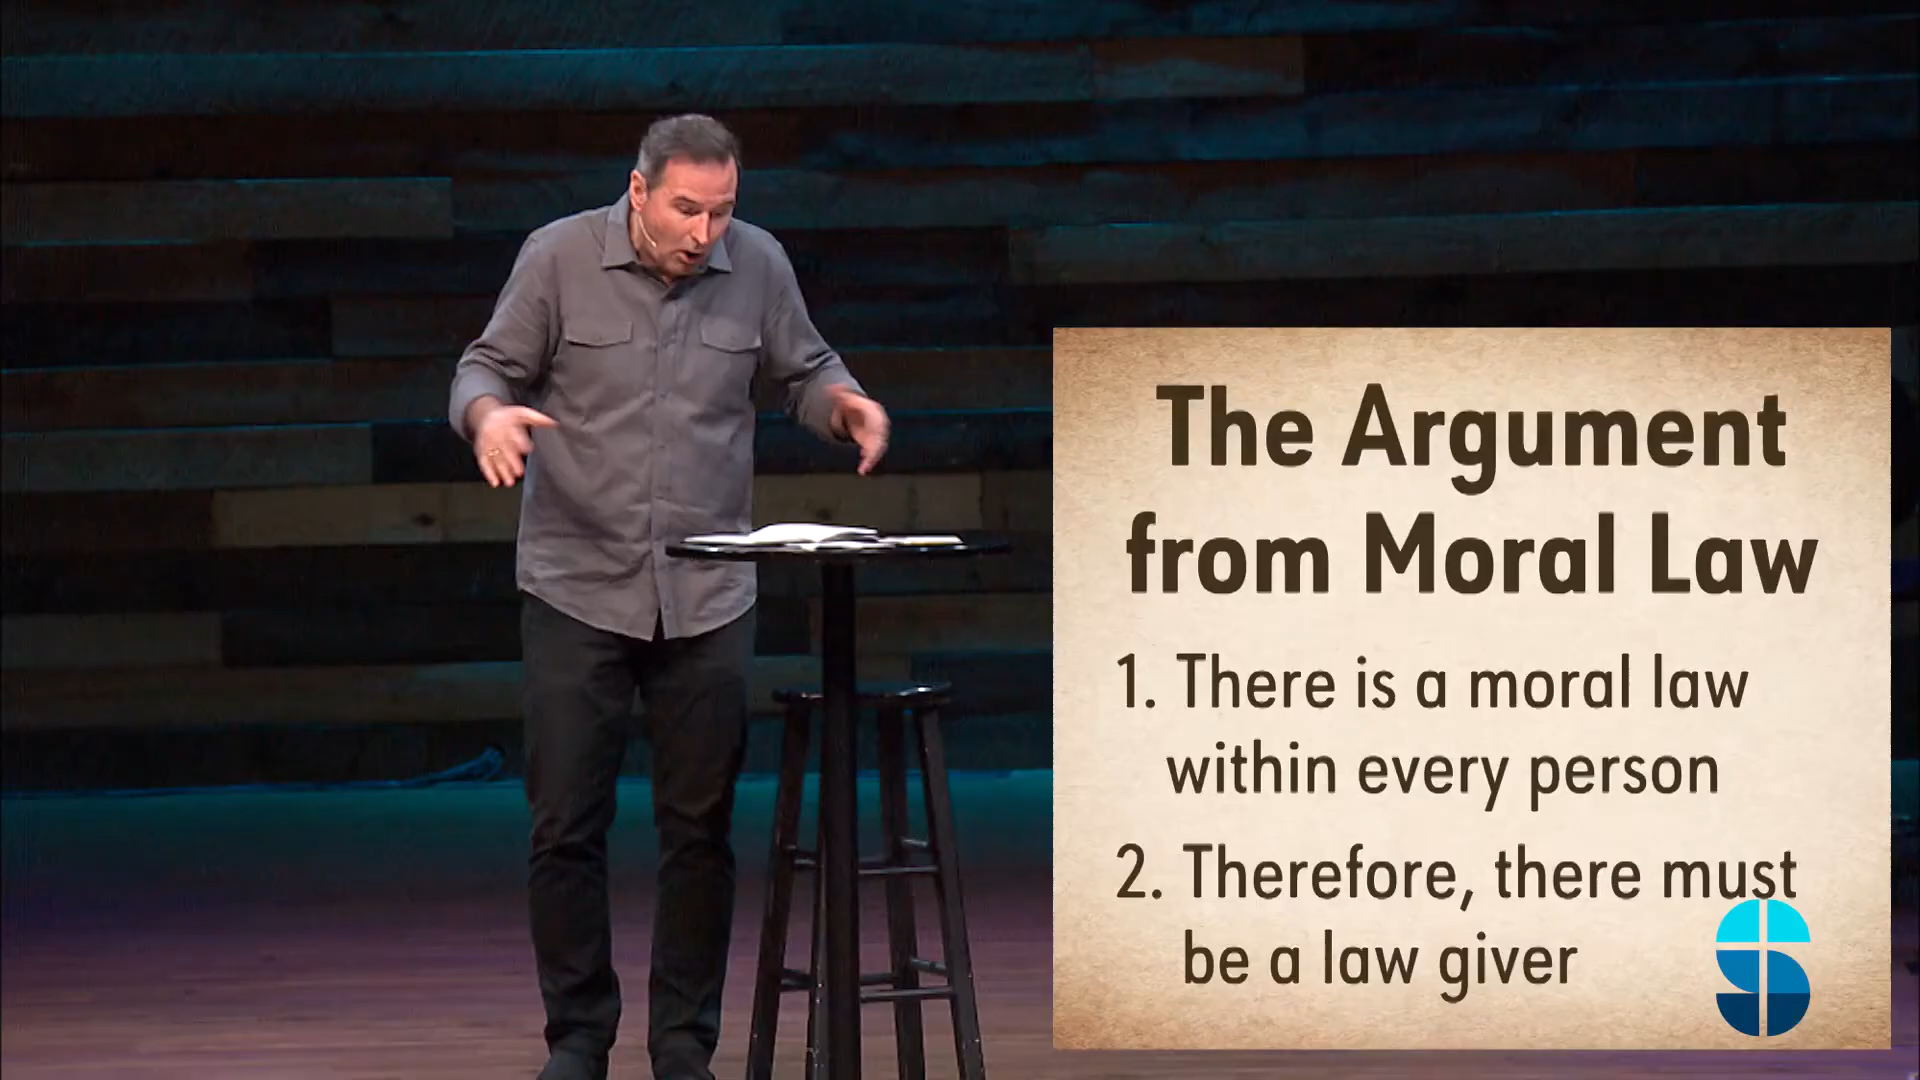 The Argument
from Moral Law
1. There is a moral law
within every person
2. Therefore, there must
be a law giver